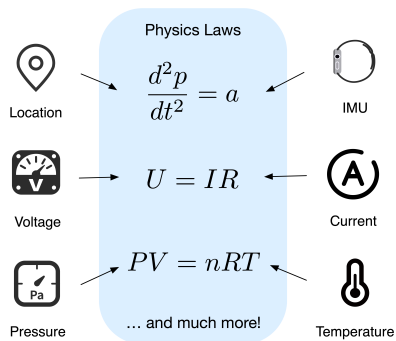 Physics Laws
d²p/dt² = a
Location
IMU
V
U = IR
A
Voltage
Current
PV = nRT
Pa
Pressure
Temperature
... and much more!